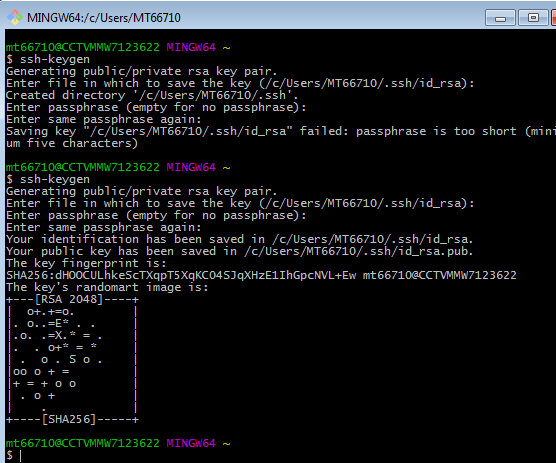 MINGW64:/c/Users/MT66710
mt66710@CCTVMMW7123622 MINGW64 ~
$ ssh-keygen
Generating public/private rsa key pair.
Enter file in which to save the key (/c/Users/MT66710/.ssh/id_rsa):
Created directory '/c/Users/MT66710/.ssh'.
Enter passphrase (empty for no passphrase):
Enter same passphrase again:
Saving key "/c/Users/MT66710/.ssh/id_rsa" failed: passphrase is too short (mini
um five characters)
mt66710@CCTVMMW7123622 MINGW64 ~
$ ssh-keygen
Generating public/private rsa key pair.
Enter file in which to save the key (/c/Users/MT66710/.ssh/id_rsa):
Enter passphrase (empty for no passphrase):
Enter same passphrase again:
Your identification has been saved in /c/Users/MT66710/.ssh/id_rsa.
Your public key has been saved in /c/Users/MT66710/.ssh/id_rsa.pub.
The key fingerprint is:
SHA256:dHOOCULhkeScTXqpT5XqKC04SJqXHzE1IhGpcNVL+Ew mt66710@CCTVMMW7123622
The key's randomart image is:
+---[RSA 2048]----+
|  o+.+=o.        |
|. o..=E* . .     |
|.o. .=X.* = .    |
|.  . o+* = *     |
| .  o . S o .    |
|oo o + =         |
|+ = + o o        |
| . o +           |
|    .            |
+----[SHA256]-----+
mt66710@CCTVMMW7123622 MINGW64 ~
$